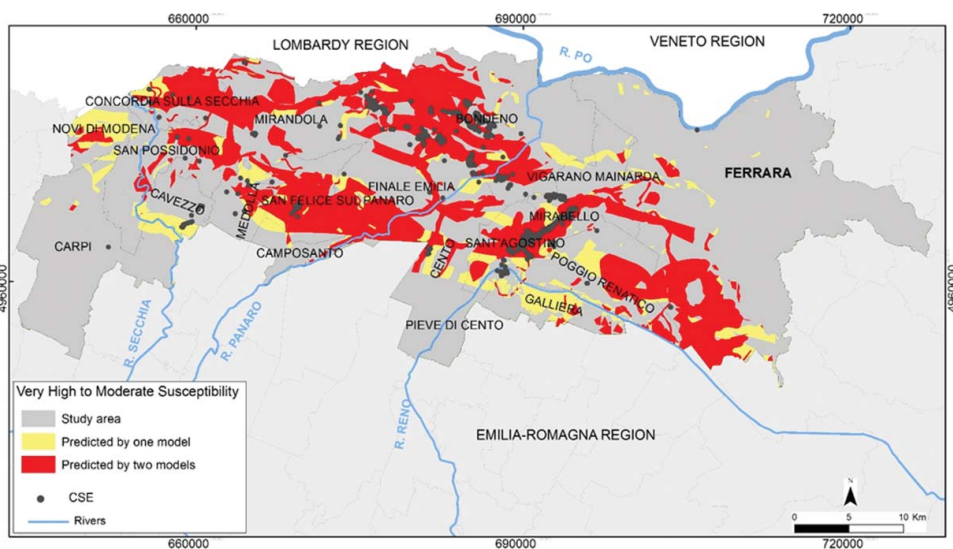 660000
690000
720000
LOMBARDY REGION
VENETO REGION
R. PO
CONCORDIA SULLA SECCHIA
MIRANDOLA
BONDENO
NOVI DI MODENA
SAN POSSIDONIO
VIGARANO MAINARDA
FERRARA
FINALE EMILIA
CAVEZZO
MEDOLLA
SAN FELICE SUL PANARO
MIRABELLO
CARPI
CAMPOSANTO
CENTO
SANT'AGOSTINO
POGGIO RENATICO
4960000
4960000
GALLIERA
R. SECCHIA
R. PANARO
PIEVE DI CENTO
R. RENO
EMILIA-ROMAGNA REGION
Very High to Moderate Susceptibility
Study area
Predicted by one model
Predicted by two models
CSE
Rivers
N
0 5 10 Km
660000
690000
720000